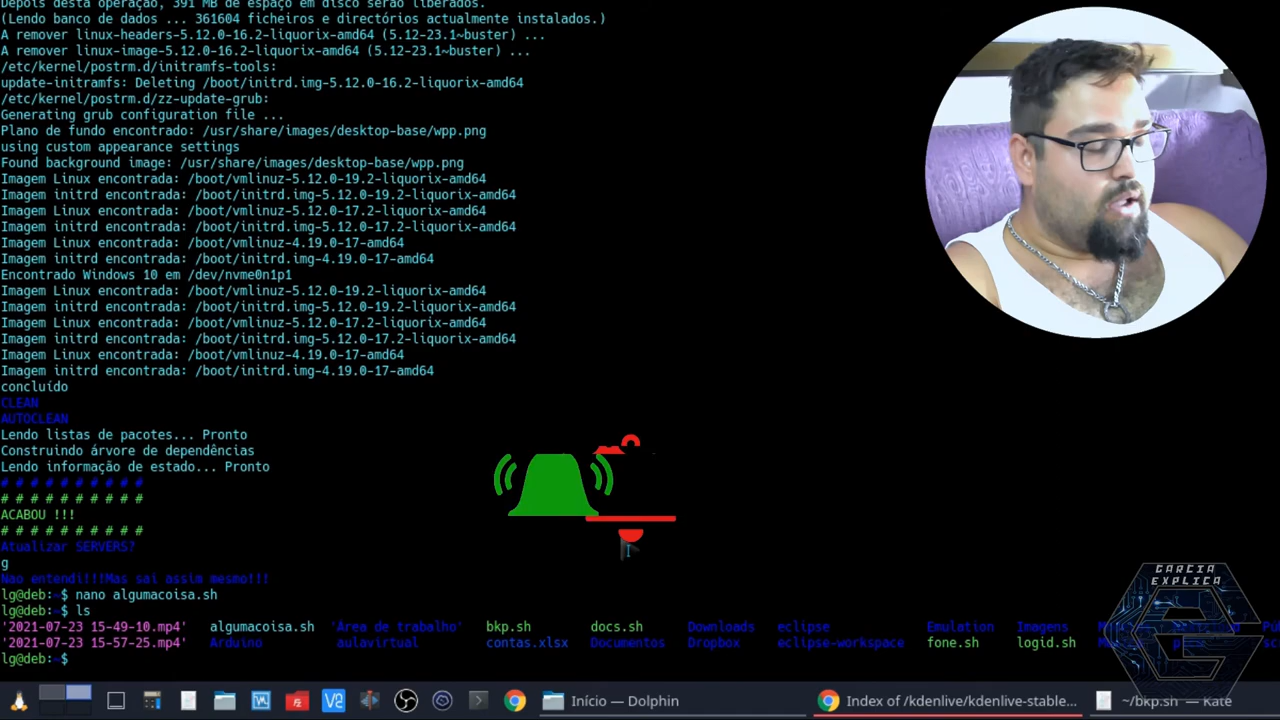 Depois desta operação, 391 MB de espaço em disco serão liberados.
(Lendo banco de dados ... 361604 ficheiros e directórios actualmente instalados.)
A remover linux-headers-5.12.0-16.2-liquorix-amd64 (5.12-23.1~buster) ...
A remover linux-image-5.12.0-16.2-liquorix-amd64 (5.12-23.1~buster) ...
/etc/kernel/postrm.d/initramfs-tools:
update-initramfs: Deleting /boot/initrd.img-5.12.0-16.2-liquorix-amd64
/etc/kernel/postrm.d/zz-update-grub:
Generating grub configuration file ...
Plano de fundo encontrado: /usr/share/images/desktop-base/wpp.png
using custom appearance settings
Found background image: /usr/share/images/desktop-base/wpp.png
Imagem Linux encontrada: /boot/vmlinuz-5.12.0-19.2-liquorix-amd64
Imagem initrd encontrada: /boot/initrd.img-5.12.0-19.2-liquorix-amd64
Imagem Linux encontrada: /boot/vmlinuz-5.12.0-17.2-liquorix-amd64
Imagem initrd encontrada: /boot/initrd.img-5.12.0-17.2-liquorix-amd64
Imagem Linux encontrada: /boot/vmlinuz-4.19.0-17-amd64
Imagem initrd encontrada: /boot/initrd.img-4.19.0-17-amd64
Encontrado Windows 10 em /dev/nvme0n1p1
Imagem Linux encontrada: /boot/vmlinuz-5.12.0-19.2-liquorix-amd64
Imagem initrd encontrada: /boot/initrd.img-5.12.0-19.2-liquorix-amd64
Imagem Linux encontrada: /boot/vmlinuz-5.12.0-17.2-liquorix-amd64
Imagem initrd encontrada: /boot/initrd.img-5.12.0-17.2-liquorix-amd64
Imagem Linux encontrada: /boot/vmlinuz-4.19.0-17-amd64
Imagem initrd encontrada: /boot/initrd.img-4.19.0-17-amd64
concluído
CLEAN
AUTOCLEAN
Lendo listas de pacotes... Pronto
Construindo árvore de dependências
Lendo informação de estado... Pronto
# # # # # # # # # #
# # # # # # # # # #
ACABOU !!!
# # # # # # # # # #
Atualizar SERVERS?
g
Nao entendi!!!Mas sai assim mesmo!!!
lg@deb:~$ nano algumacoisa.sh
lg@deb:~$ ls
'2021-07-23 15-49-10.mp4' algumacoisa.sh 'Área de trabalho' bkp.sh docs.sh Downloads eclipse Emulation Imagens
'2021-07-23 15-57-25.mp4' Arduino aulavirtual contas.xlsx Documentos Dropbox eclipse-workspace fone.sh logid.sh
lg@deb:~$
GARCIA
EXPLICA
Início — Dolphin
Index of /kdenlive/kdenlive-stable...
~/bkp.sh — Kate